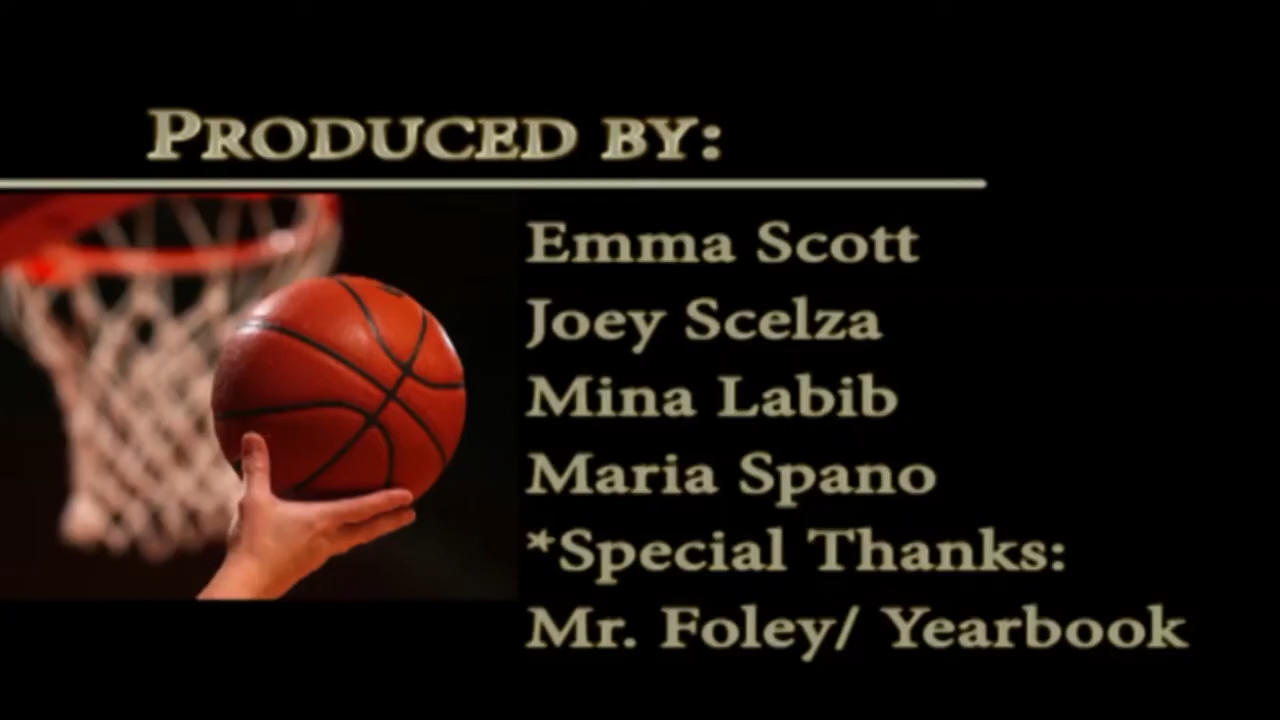 PRODUCED BY:
Emma Scott
Joey Scelza
Mina Labib
Maria Spano
*Special Thanks:
Mr. Foley/ Yearbook